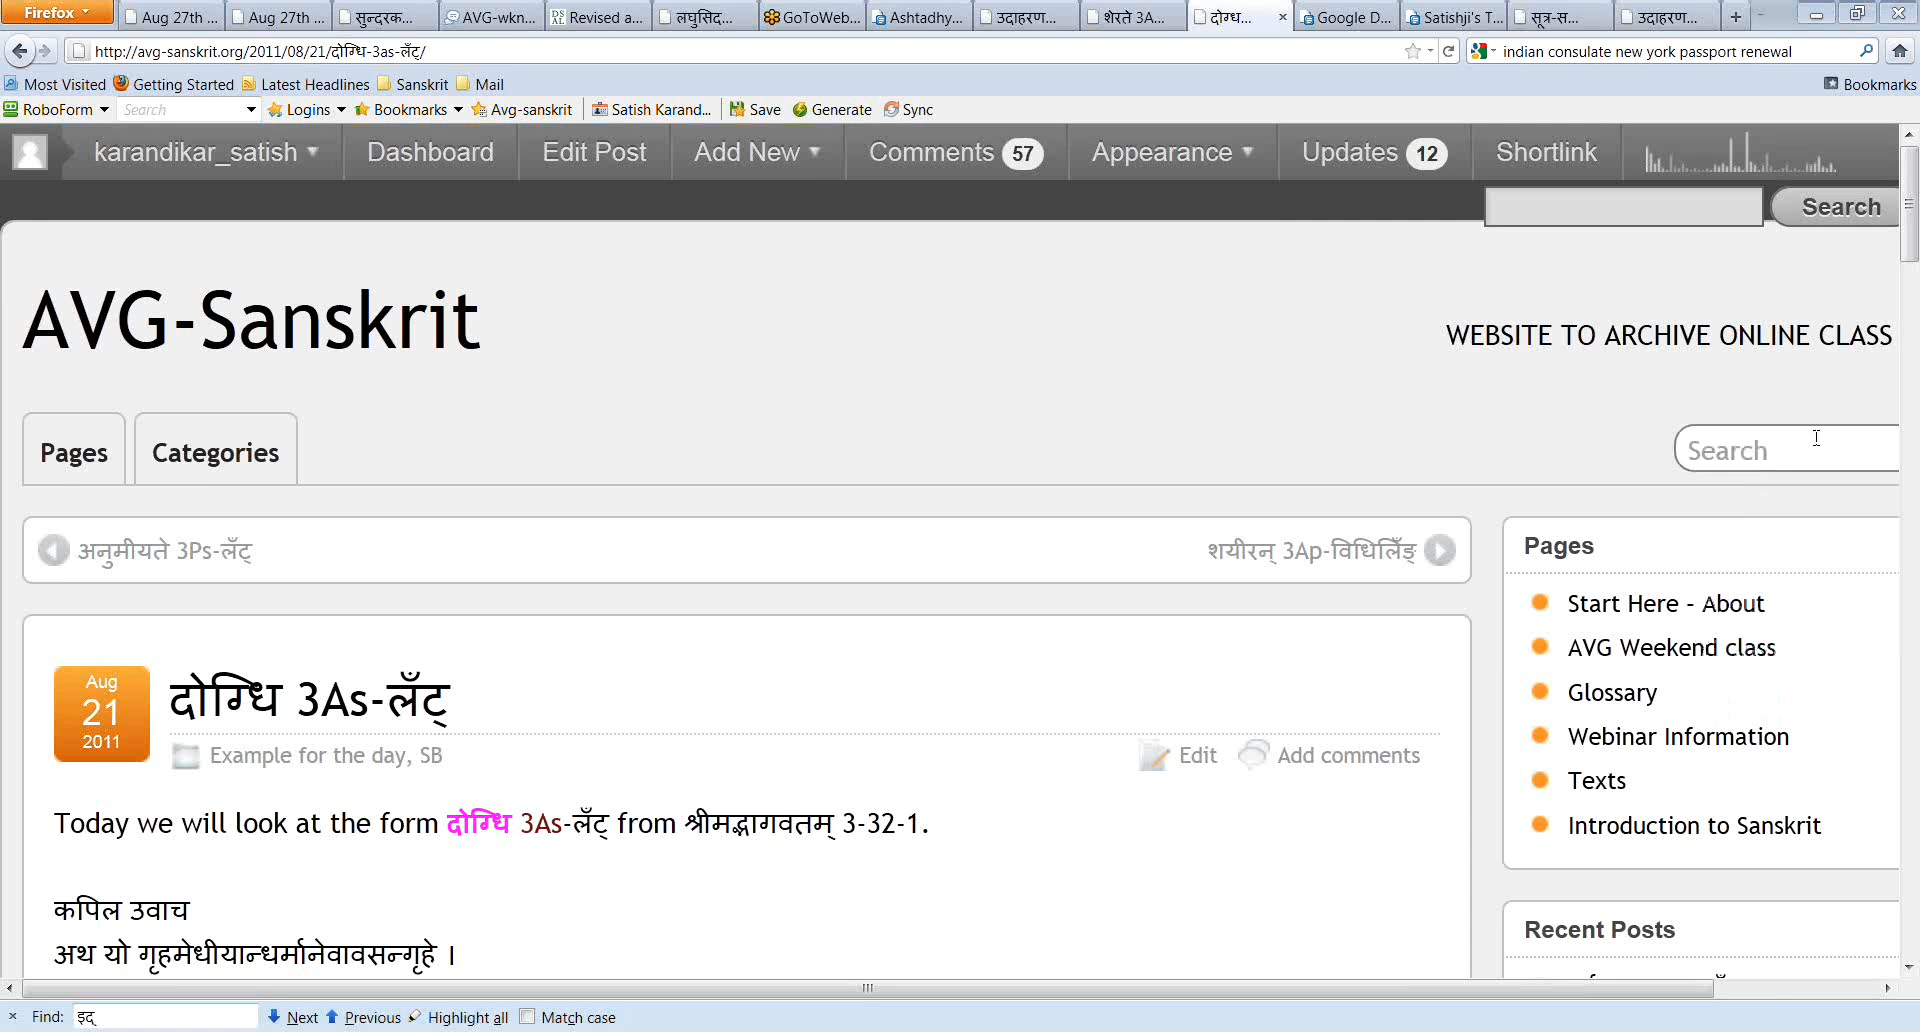 Firefox
Aug 27th ...
Aug 27th ...
सुन्दरक...
AVG-wkn...
Revised a...
लघुसिद्...
GoToWeb...
Ashtadhy...
उदाहरण...
शेरते 3A...
दोग्ध...
Google D...
Satishji's T...
सूत्र-स...
उदाहरण...
http://avg-sanskrit.org/2011/08/21/दोग्धि-3as-लँट्/
indian consulate new york passport renewal
Most Visited Getting Started Latest Headlines Sanskrit Mail Bookmarks
RoboForm Search Logins Bookmarks Avg-sanskrit Satish Karand... Save Generate Sync
karandikar_satish Dashboard Edit Post Add New Comments 57 Appearance Updates 12 Shortlink
Search
AVG-Sanskrit
WEBSITE TO ARCHIVE ONLINE CLASS
Pages Categories
Search
अनुमीयते 3Ps-लँट्
शयीरन् 3Ap-विधिलिँङ्
Aug
21
2011
दोग्धि 3As-लँट्
Example for the day, SB
Edit Add comments
Today we will look at the form दोग्धि 3As-लँट् from श्रीमद्भागवतम् 3-32-1.
कपिल उवाच
अथ यो गृहमेधीयान्धर्मानेवावसन्गृहे ।
Pages
Start Here - About
AVG Weekend class
Glossary
Webinar Information
Texts
Introduction to Sanskrit
Recent Posts
Find: इद् Next Previous Highlight all Match case